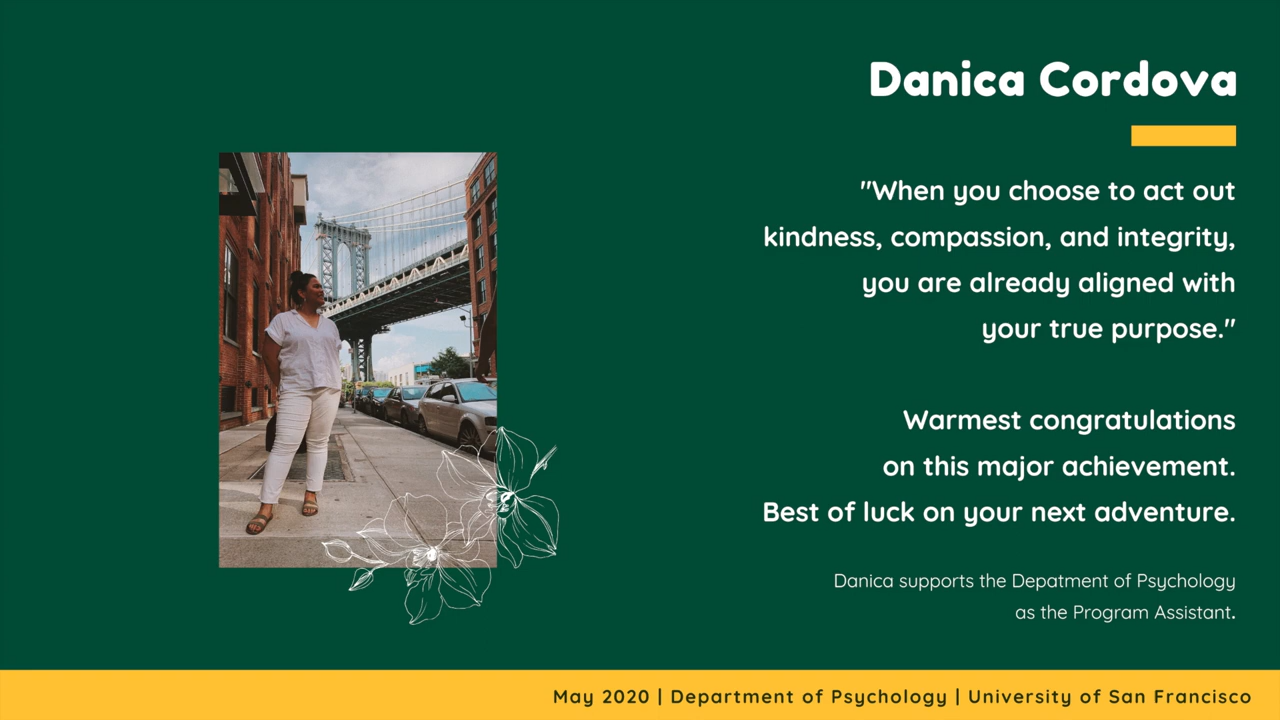 Danica Cordova
"When you choose to act out
kindness, compassion, and integrity,
you are already aligned with
your true purpose."
Warmest congratulations
on this major achievement.
Best of luck on your next adventure.
Danica supports the Depatment of Psychology
as the Program Assistant.
May 2020 | Department of Psychology | University of San Francisco